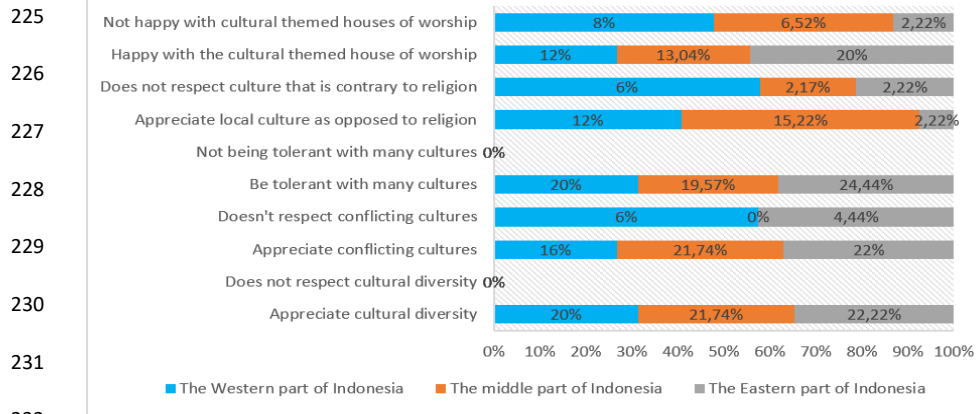 225
Not happy with cultural themed houses of worship 8% 6,52% 2,22%
Happy with the cultural themed house of worship 12% 13,04% 20%
226
Does not respect culture that is contrary to religion 6% 2,17% 2,22%
Appreciate local culture as opposed to religion 12% 15,22% 2,22%
227
Not being tolerant with many cultures 0%
Be tolerant with many cultures 20% 19,57% 24,44%
228
Doesn't respect conflicting cultures 6% 0% 4,44%
Appreciate conflicting cultures 16% 21,74% 22%
229
Does not respect cultural diversity 0%
Appreciate cultural diversity 20% 21,74% 22,22%
230
0% 10% 20% 30% 40% 50% 60% 70% 80% 90% 100%
231
The Western part of Indonesia The middle part of Indonesia The Eastern part of Indonesia